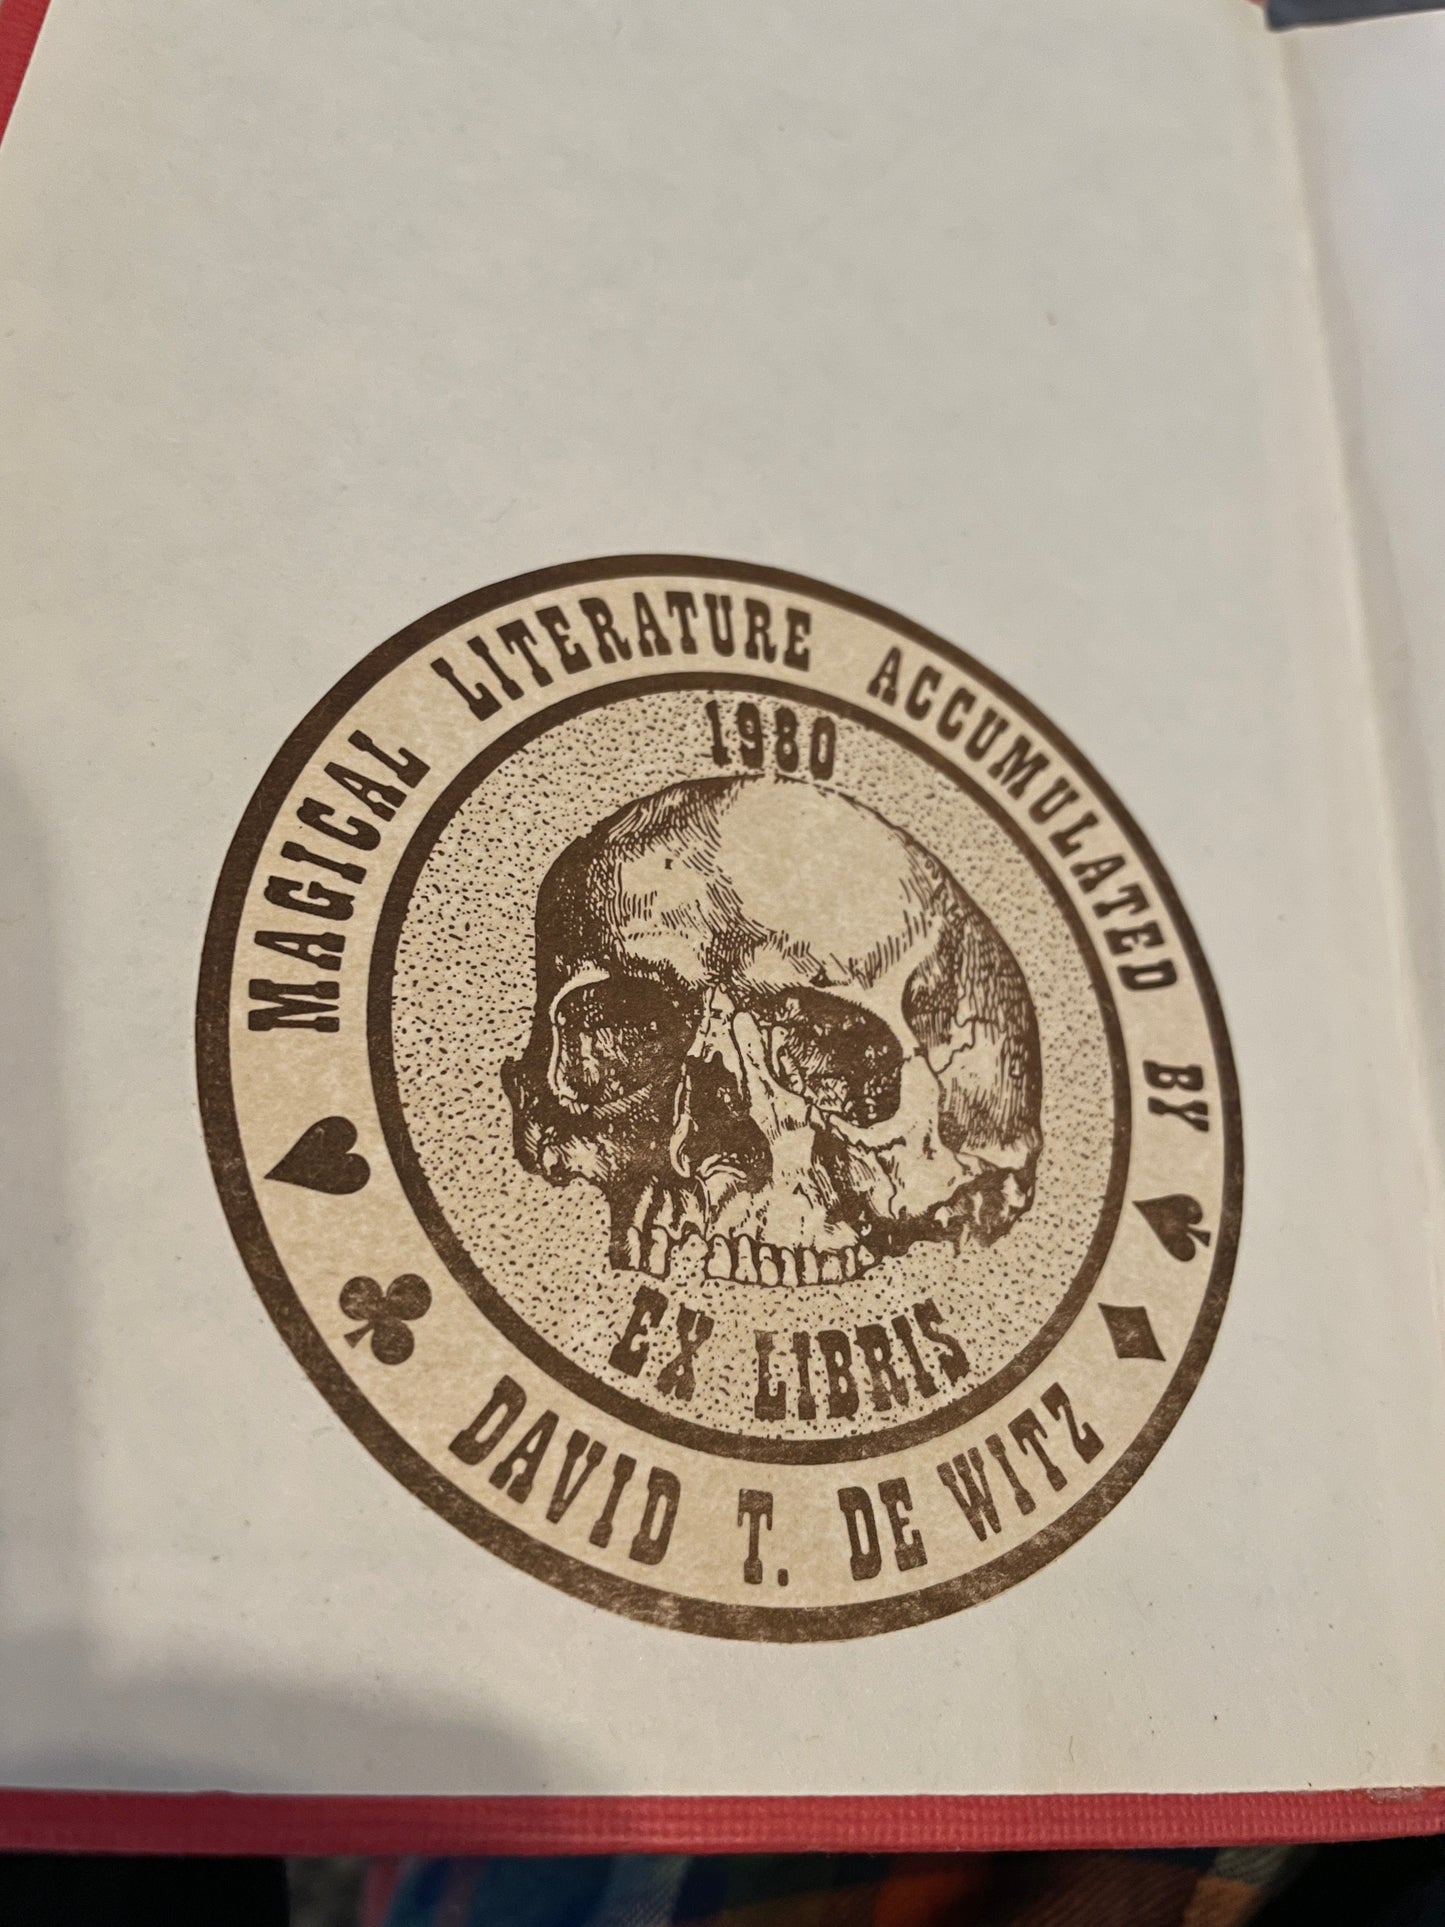 MAGICAL LITERATURE ACCUMULATED BY
1980
EX LIBRIS
DAVID T. DE WITZ